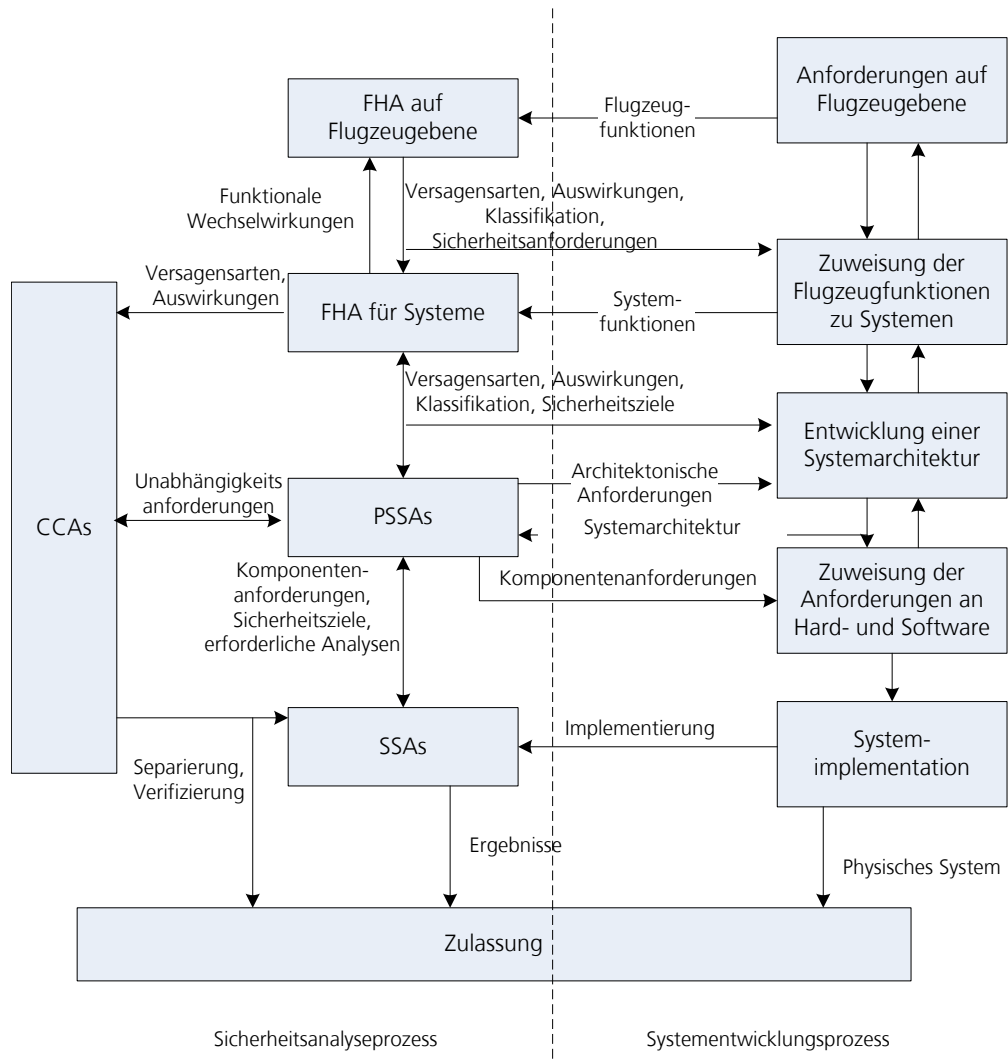 Anforderungen auf
Flugzeugebene
FHA auf
Flugzeugebene
Flugzeug-
funktionen
Funktionale
Wechselwirkungen
Versagensarten, Auswirkungen,
Klassifikation,
Sicherheitsanforderungen
Zuweisung der
Flugzeugfunktionen
zu Systemen
Versagensarten,
Auswirkungen
FHA für Systeme
System-
funktionen
Versagensarten, Auswirkungen,
Klassifikation, Sicherheitsziele
Entwicklung einer
Systemarchitektur
CCAs
Unabhängigkeits
anforderungen
PSSAs
Architektonische
Anforderungen
Systemarchitektur
Komponenten-
anforderungen,
Sicherheitsziele,
erforderliche Analysen
Komponentenanforderungen
Zuweisung der
Anforderungen an
Hard- und Software
SSAs
Implementierung
System-
implementation
Separierung,
Verifizierung
Ergebnisse
Physisches System
Zulassung
Sicherheitsanalyseprozess
Systementwicklungsprozess